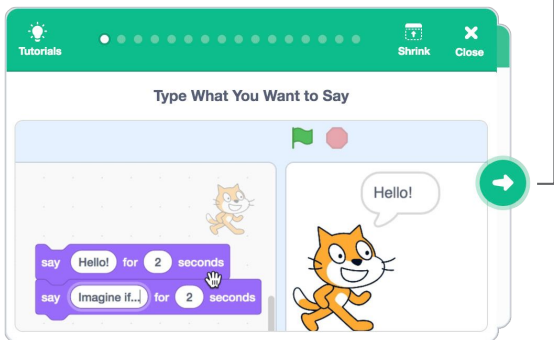 Tutorials
Shrink
Close
Type What You Want to Say
Hello!
say Hello! for 2 seconds
say Imagine if... for 2 seconds